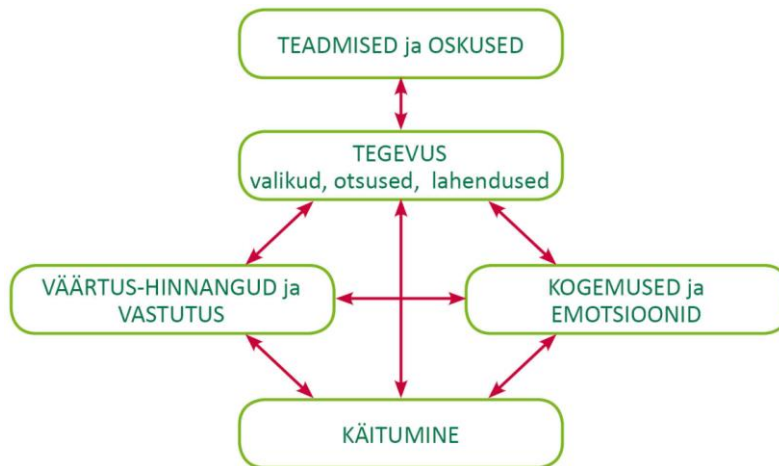 TEADMISED ja OSKUSED
TEGEVUS
valikud, otsused, lahendused
VÄÄRTUS-HINNANGUD ja
VASTUTUS
KOGEMUSED ja
EMOTSIOONID
KÄITUMINE